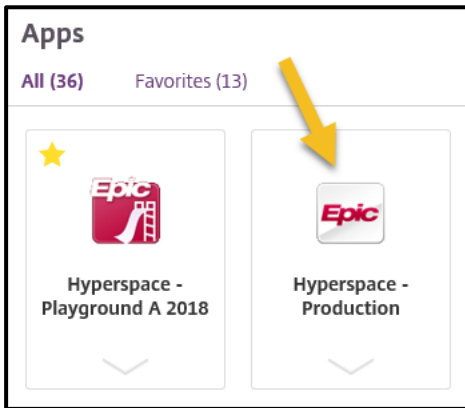 Apps
All (36) Favorites (13)
Epic
Epic
Hyperspace -
Playground A 2018
Hyperspace -
Production